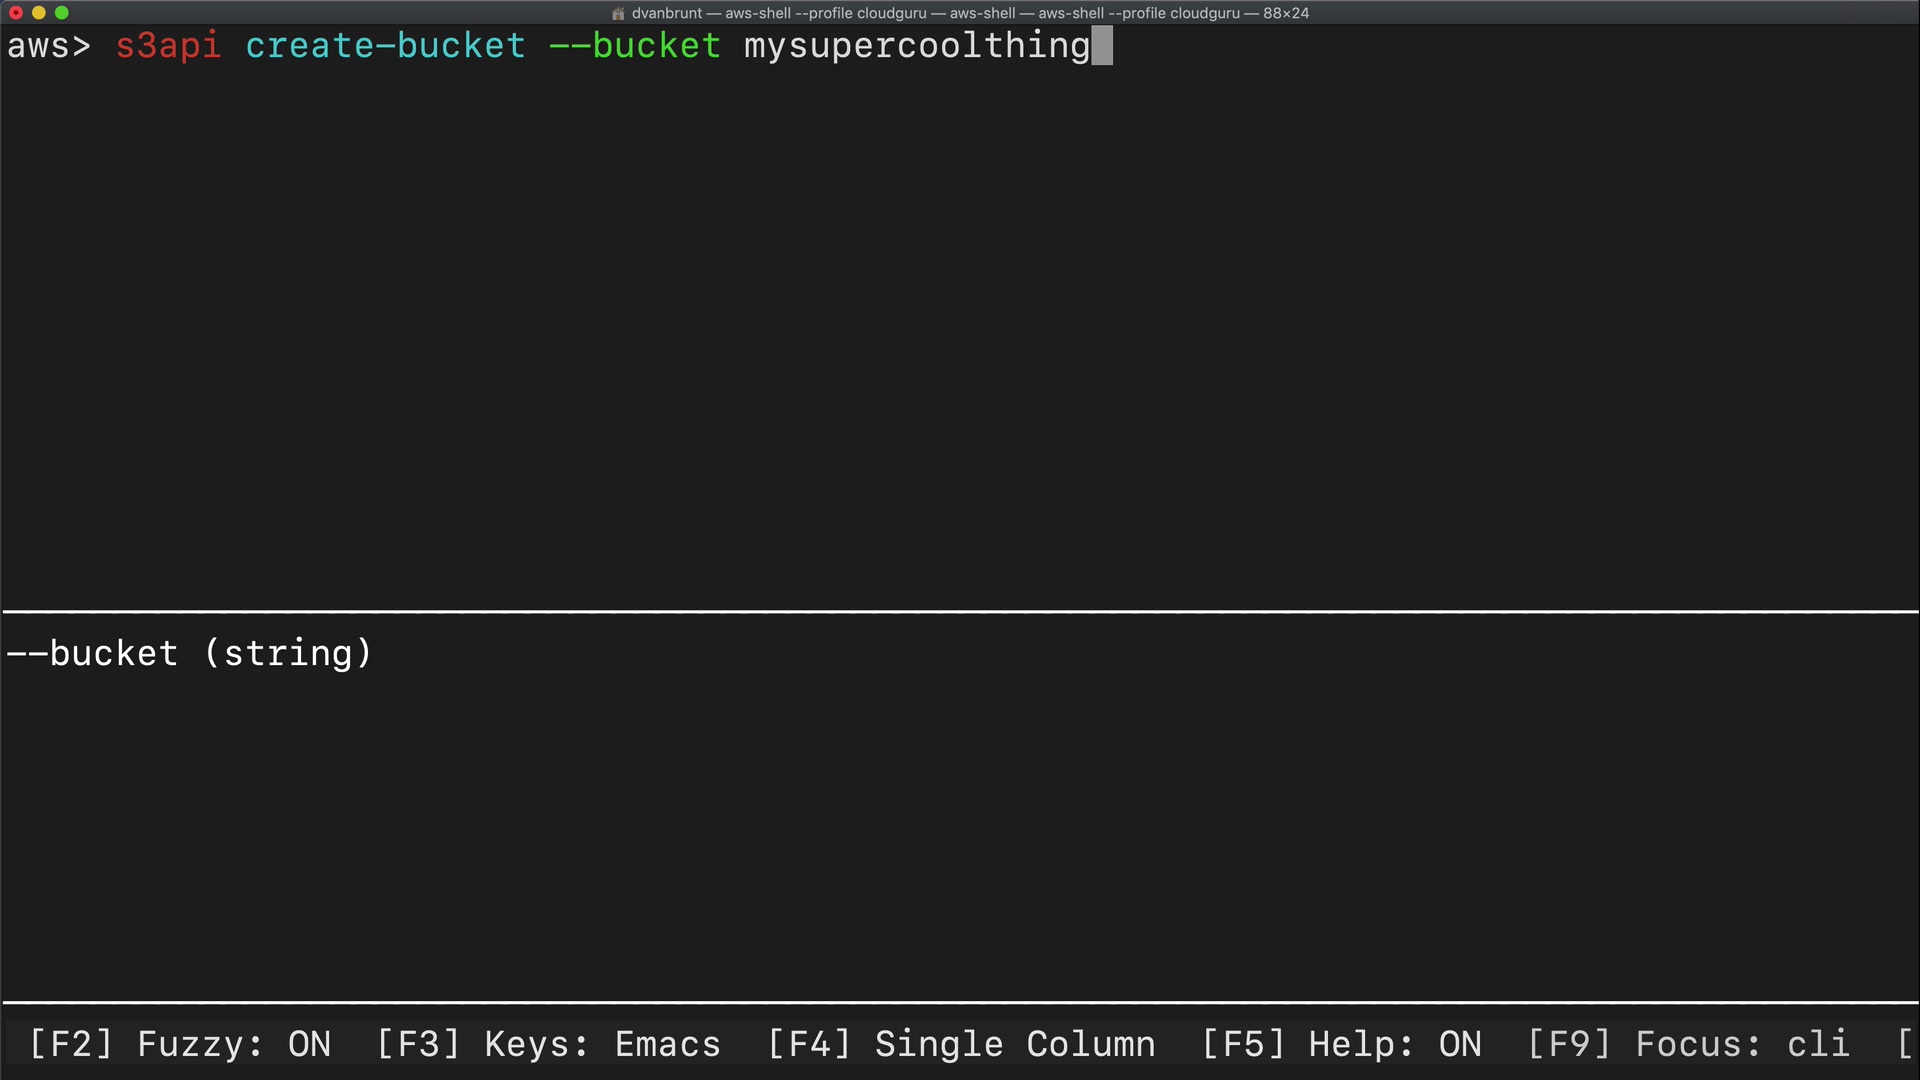 dvanbrunt — aws-shell --profile cloudguru — aws-shell — aws-shell --profile cloudguru — 88×24
aws> s3api create-bucket --bucket mysupercoolthing
--bucket (string)
[F2] Fuzzy: ON [F3] Keys: Emacs [F4] Single Column [F5] Help: ON [F9] Focus: cli [